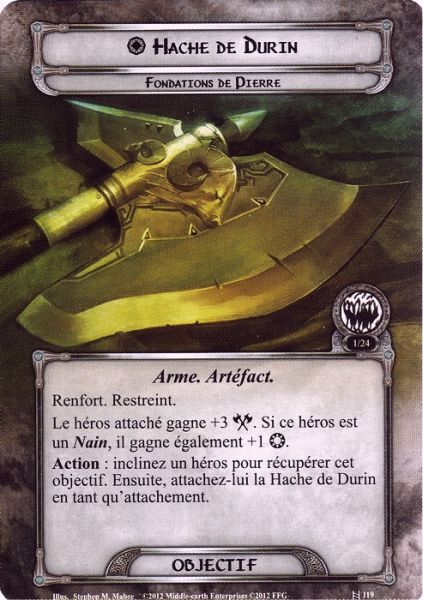 Hache de Durin
Fondations de Pierre
1/24
Arme. Artéfact.
Renfort. Restreint.
Le héros attaché gagne +3 . Si ce héros est
un Nain, il gagne également +1 .
Action : inclinez un héros pour récupérer cet
objectif. Ensuite, attachez-lui la Hache de Durin
en tant qu'attachement.
Objectif
Illus. Stephen M. Mabee ©2012 Middle-earth Enterprises ©2012 FFG 119